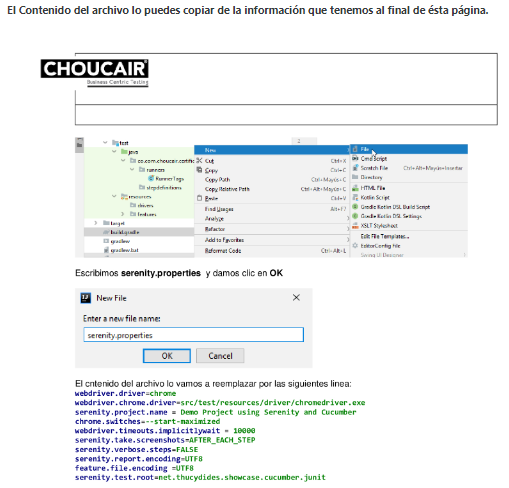 El Contenido del archivo lo puedes copiar de la información que tenemos al final de ésta página.
CHOUCAIR
Business Centric Testing
test
java
co.com.choucair.certific
runners
RunnerTags
stepdefinitions
resources
drivers
features
target
build.gradle
gradlew
gradlew.bat
New
Cut Ctrl+X
Copy Ctrl+C
Copy Path Ctrl+Mayús+C
Copy Relative Path Ctrl+Alt+Mayús+C
Paste Ctrl+V
Find Usages Alt+F7
Analyze
Refactor
Add to Favorites
Reformat Code Ctrl+Alt+L
File
Cmd Script
Scratch File Ctrl+Alt+Mayús+Insertar
Directory
HTML File
Kotlin Script
Gradle Kotlin DSL Build Script
Gradle Kotlin DSL Settings
XSLT Stylesheet
Edit File Templates...
EditorConfig File
Swing UI Designer
Escribimos serenity.properties y damos clic en OK
New File
Enter a new file name:
serenity.properties
OK Cancel
El cntenido del archivo lo vamos a reemplazar por las siguientes linea:
webdriver.driver=chrome
webdriver.chrome.driver=src/test/resources/driver/chromedriver.exe
serenity.project.name = Demo Project using Serenity and Cucumber
chrome.switches=--start-maximized
webdriver.timeouts.implicitlywait = 10000
serenity.take.screenshots=AFTER_EACH_STEP
serenity.verbose.steps=FALSE
serenity.report.encoding=UTF8
feature.file.encoding =UTF8
serenity.test.root=net.thucydides.showcase.cucumber.junit